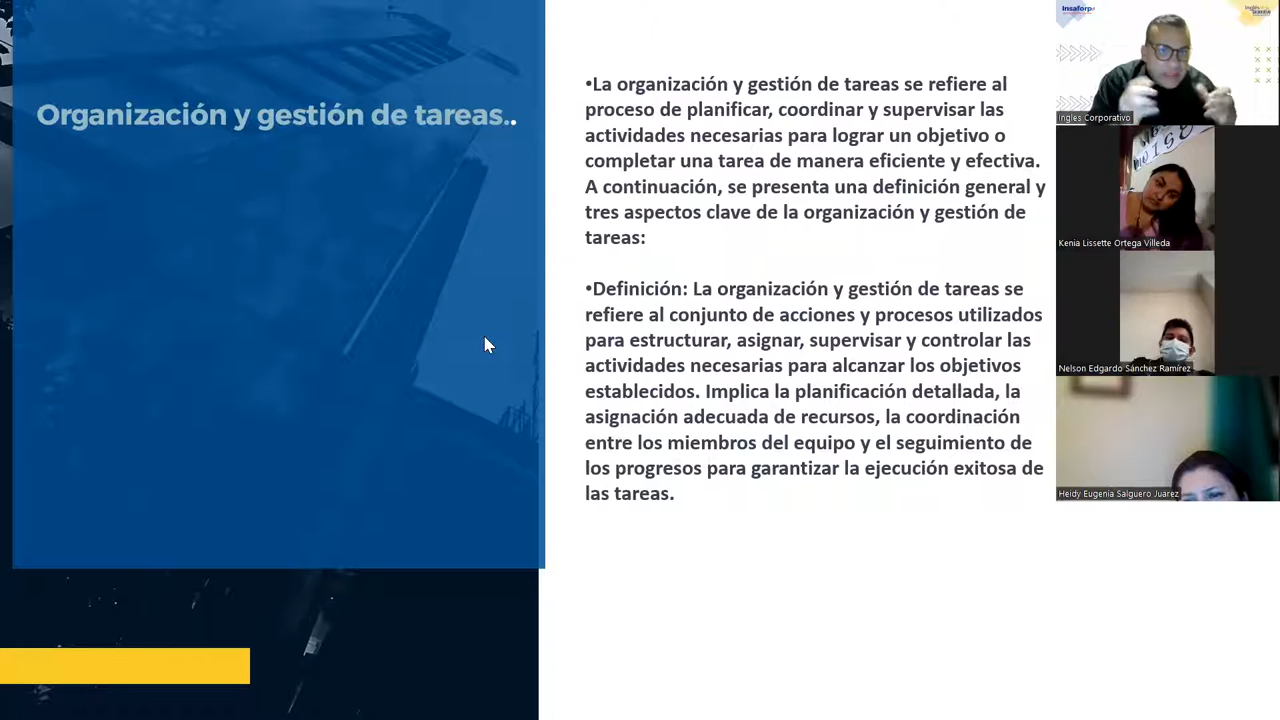 Organización y gestión de tareas..
•La organización y gestión de tareas se refiere al
proceso de planificar, coordinar y supervisar las
actividades necesarias para lograr un objetivo o
completar una tarea de manera eficiente y efectiva.
A continuación, se presenta una definición general y
tres aspectos clave de la organización y gestión de
tareas:
•Definición: La organización y gestión de tareas se
refiere al conjunto de acciones y procesos utilizados
para estructurar, asignar, supervisar y controlar las
actividades necesarias para alcanzar los objetivos
establecidos. Implica la planificación detallada, la
asignación adecuada de recursos, la coordinación
entre los miembros del equipo y el seguimiento de
los progresos para garantizar la ejecución exitosa de
las tareas.
Insaforp
Ingles Corporativo
Kenia Lissette Ortega Villeda
Nelson Edgardo Sánchez Ramírez
Heidy Eugenia Salguero Juarez